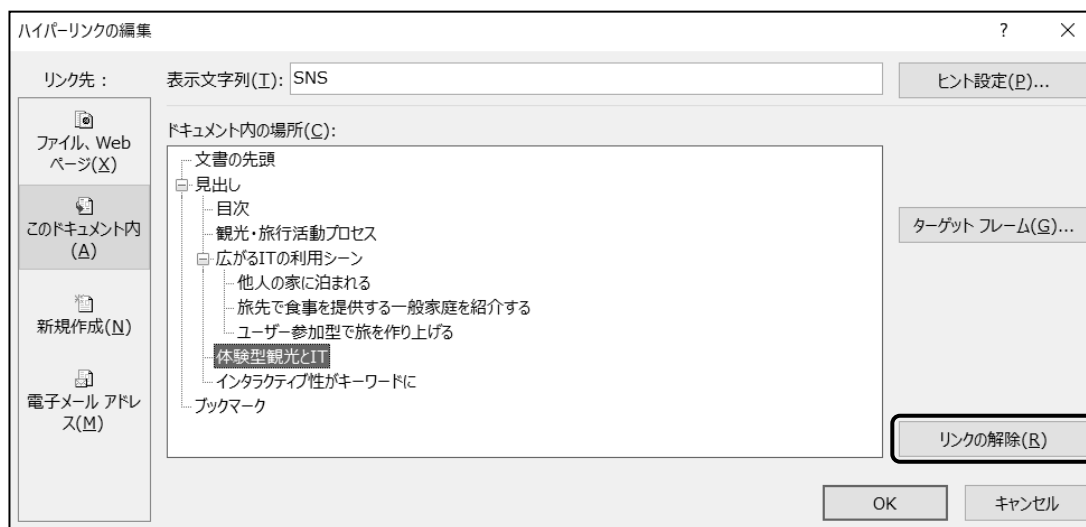 ハイパーリンクの編集
? ×
リンク先：
表示文字列(T): SNS
ヒント設定(P)...
ファイル、Web
ページ(X)
このドキュメント内
(A)
新規作成(N)
電子メール アドレ
ス(M)
ドキュメント内の場所(C):
文書の先頭
見出し
目次
観光・旅行活動プロセス
広がるITの利用シーン
他人の家に泊まれる
旅先で食事を提供する一般家庭を紹介する
ユーザー参加型で旅を作り上げる
体験型観光とIT
インタラクティブ性がキーワードに
ブックマーク
ターゲット フレーム(G)...
リンクの解除(R)
OK
キャンセル